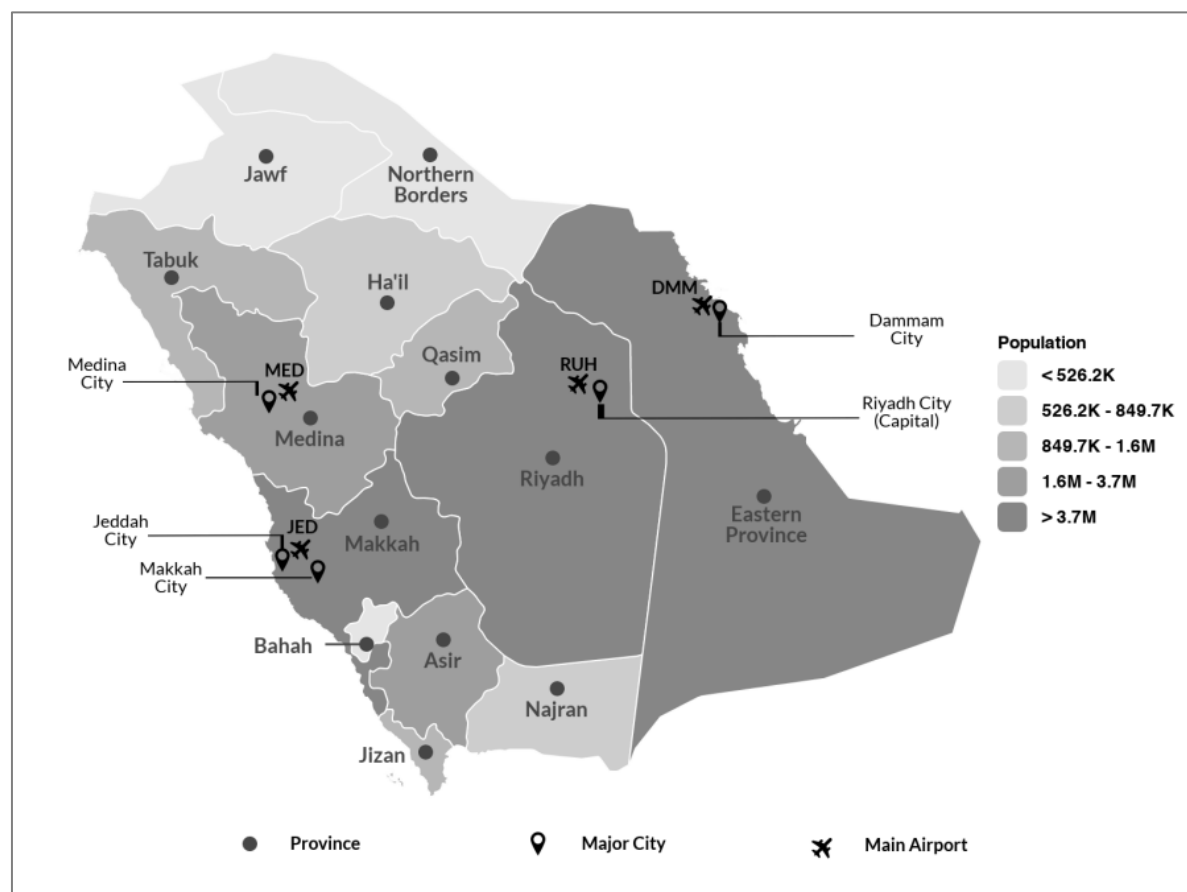 Jawf
Northern
Borders
Tabuk
Ha'il
DMM
Dammam
City
Medina
City
MED
Qasim
RUH
Riyadh City
(Capital)
Medina
Riyadh
Eastern
Province
Jeddah
City
JED
Makkah
Makkah
City
Bahah
Asir
Najran
Jizan
Population
< 526.2K
526.2K - 849.7K
849.7K - 1.6M
1.6M - 3.7M
> 3.7M
Province
Major City
Main Airport